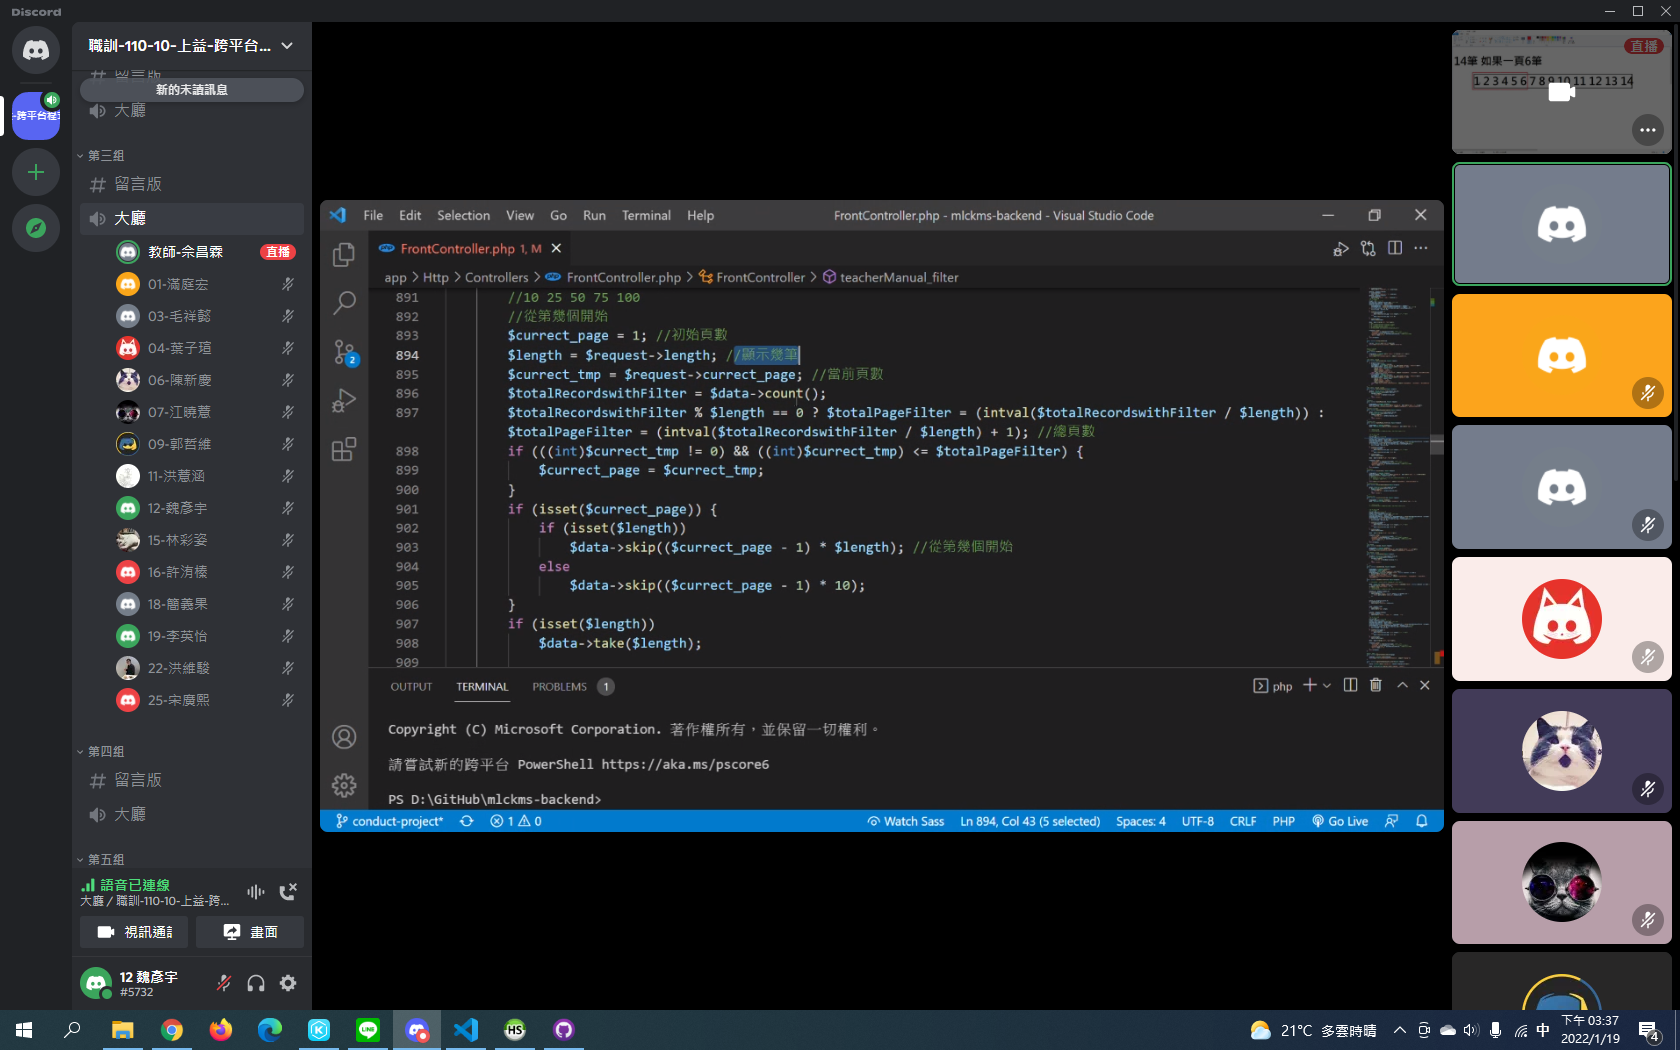 Discord
職訓-110-10-上益-跨平台...
新的未讀訊息
大廳
第三組
留言版
大廳
教師-佘昌霖 直播
01-滿庭宏
03-毛祥懿
04-葉子瑄
06-陳新慶
07-江曉薏
09-郭哲維
11-洪薏涵
12-魏彥宇
15-林彩姿
16-許洧榛
18-簡義果
19-李英怡
22-洪維駿
25-宋廣熙
第四組
留言版
大廳
第五組
語音已連線
大廳 / 職訓-110-10-上益-跨...
視訊通話 畫面
12 魏彥宇
#5732
File Edit Selection View Go Run Terminal Help FrontController.php - mlckms-backend - Visual Studio Code
FrontController.php 1, M
app > Http > Controllers > FrontController.php > FrontController > teacherManual_filter
891 //10 25 50 75 100
892 //從第幾個開始
893 $currect_page = 1; //初始頁數
894 $length = $request->length; //顯示幾筆
895 $currect_tmp = $request->currect_page; //當前頁數
896 $totalRecordswithFilter = $data->count();
897 $totalRecordswithFilter % $length == 0 ? $totalPageFilter = (intval($totalRecordswithFilter / $length)) :
$totalPageFilter = (intval($totalRecordswithFilter / $length) + 1); //總頁數
898 if (((int)$currect_tmp != 0) && ((int)$currect_tmp) <= $totalPageFilter) {
899 $currect_page = $currect_tmp;
900 }
901 if (isset($currect_page)) {
902 if (isset($length))
903 $data->skip(($currect_page - 1) * $length); //從第幾個開始
904 else
905 $data->skip(($currect_page - 1) * 10);
906 }
907 if (isset($length))
908 $data->take($length);
909
OUTPUT TERMINAL PROBLEMS 1 php
Copyright (C) Microsoft Corporation. 著作權所有，並保留一切權利。
請嘗試新的跨平台 PowerShell https://aka.ms/pscore6
PS D:\GitHub\mlckms-backend>
conduct-project* 1 0 Watch Sass Ln 894, Col 43 (5 selected) Spaces: 4 UTF-8 CRLF PHP Go Live
直播
14筆 如果一頁6筆
1 2 3 4 5 6 7 8 9 10 11 12 13 14
21°C 多雲時晴 中 下午 03:37
2022/1/19
4